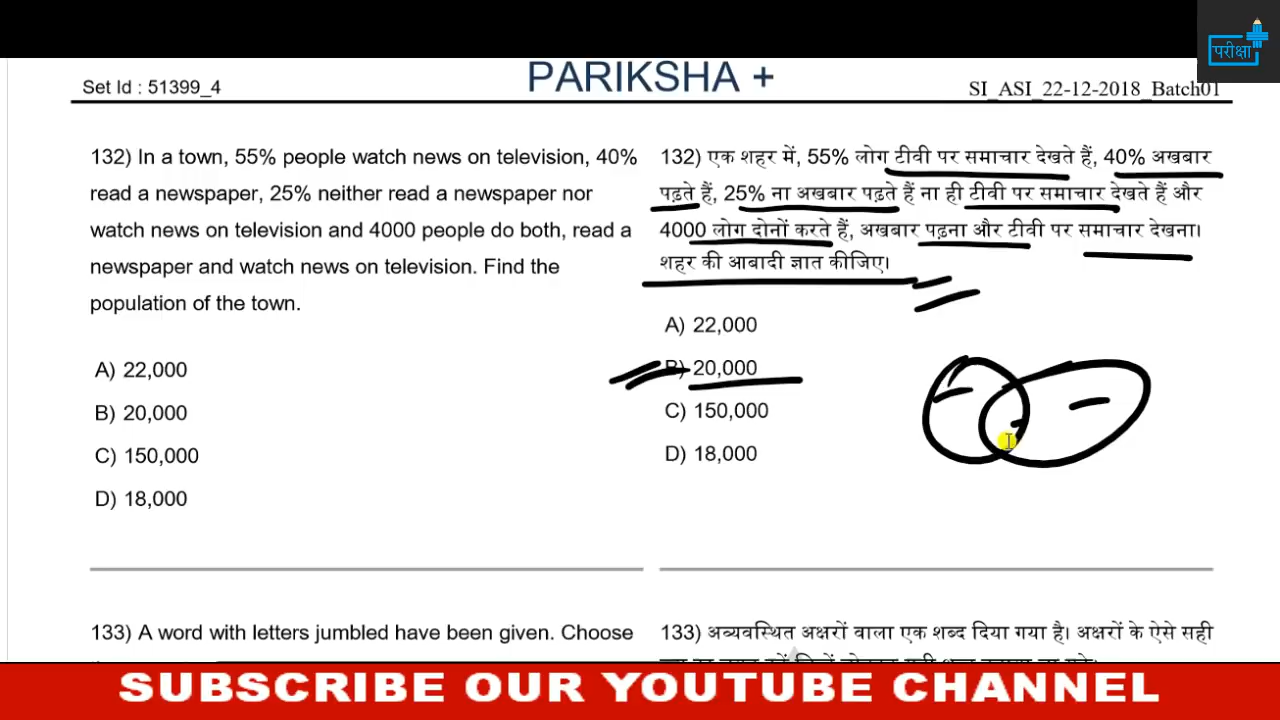 परीक्षा
PARIKSHA +
Set Id : 51399_4
SI_ASI_22-12-2018_Batch01
132) In a town, 55% people watch news on television, 40%
read a newspaper, 25% neither read a newspaper nor
watch news on television and 4000 people do both, read a
newspaper and watch news on television. Find the
population of the town.
A) 22,000
B) 20,000
C) 150,000
D) 18,000
132) एक शहर में, 55% लोग टीवी पर समाचार देखते हैं, 40% अखबार
पढ़ते हैं, 25% ना अखबार पढ़ते हैं ना ही टीवी पर समाचार देखते हैं और
4000 लोग दोनों करते हैं, अखबार पढ़ना और टीवी पर समाचार देखना।
शहर की आबादी ज्ञात कीजिए।
A) 22,000
B) 20,000
C) 150,000
D) 18,000
133) A word with letters jumbled have been given. Choose
133) अव्यवस्थित अक्षरों वाला एक शब्द दिया गया है। अक्षरों के ऐसे सही
SUBSCRIBE OUR YOUTUBE CHANNEL